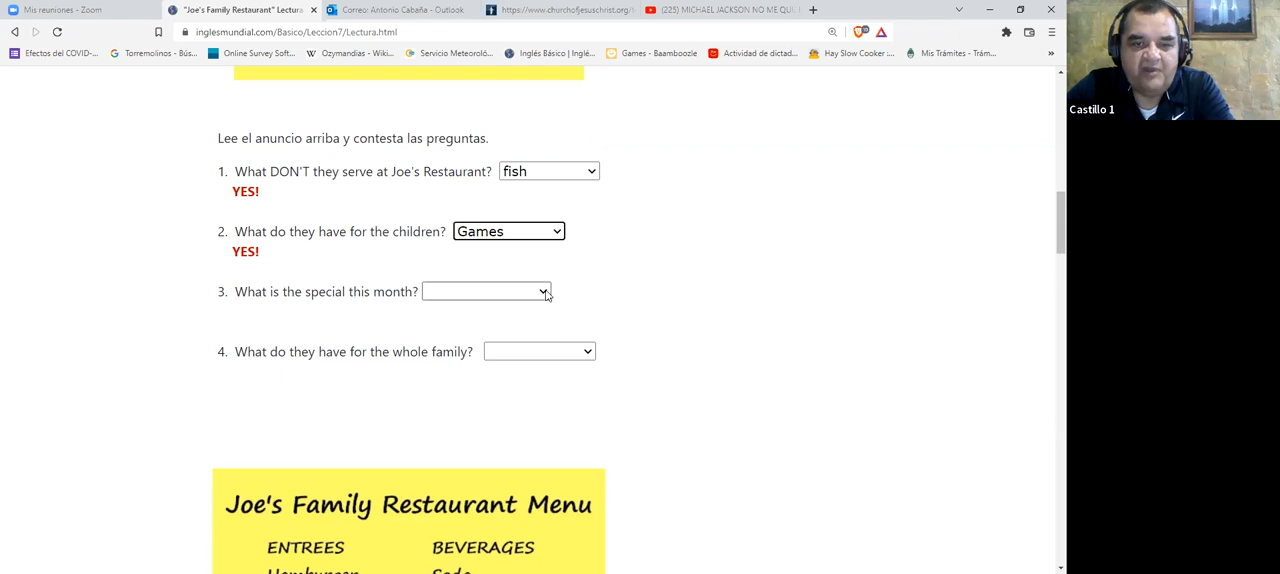 Mis reuniones - Zoom
"Joe's Family Restaurant" Lectura
Correo: Antonio Cabaña - Outlook
https://www.churchofjesuschrist.org/
(225) MICHAEL JACKSON NO ME QUI
inglesmundial.com/Basico/Leccion7/Lectura.html
Efectos del COVID-...
Torremolinos - Bús...
Online Survey Soft...
Ozymandias - Wiki...
Servicio Meteoroló...
Inglés Básico | Inglé...
Games - Baamboozle
Actividad de dictad...
Hay Slow Cooker :...
Mis Trámites - Trám...
Castillo 1
Lee el anuncio arriba y contesta las preguntas.
1. What DON'T they serve at Joe's Restaurant? fish
YES!
2. What do they have for the children? Games
YES!
3. What is the special this month?
4. What do they have for the whole family?
Joe's Family Restaurant Menu
ENTREES BEVERAGES
Hamburger Soda